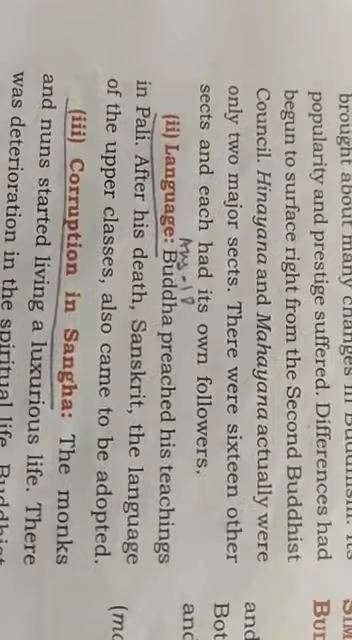 brought about many changes in Buddhism. Its
popularity and prestige suffered. Differences had
begun to surface right from the Second Buddhist
Council. Hinayana and Mahayana actually were
only two major sects. There were sixteen other
sects and each had its own followers.
Ans-18
(ii) Language: Buddha preached his teachings
in Pali. After his death, Sanskrit, the language
of the upper classes, also came to be adopted.
(iii) Corruption in Sangha: The monks
and nuns started living a luxurious life. There
was deterioration in the spiritual life. Buddhist
and
Bot
and
(mo